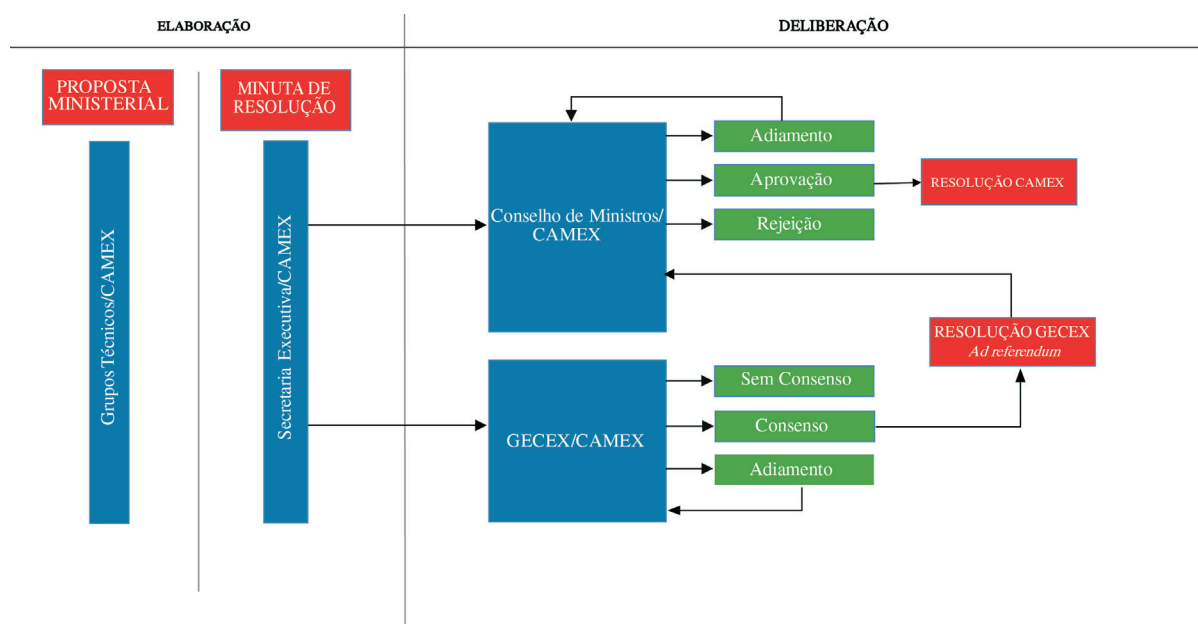 ELABORAÇÃO
DELIBERAÇÃO
PROPOSTA
MINISTERIAL
MINUTA DE
RESOLUÇÃO
Grupos Técnicos/CAMEX
Secretaria Executiva/CAMEX
Conselho de Ministros/
CAMEX
Adiamento
Aprovação
Rejeição
RESOLUÇÃO CAMEX
RESOLUÇÃO GECEX
Ad referendum
GECEX/CAMEX
Sem Consenso
Consenso
Adiamento